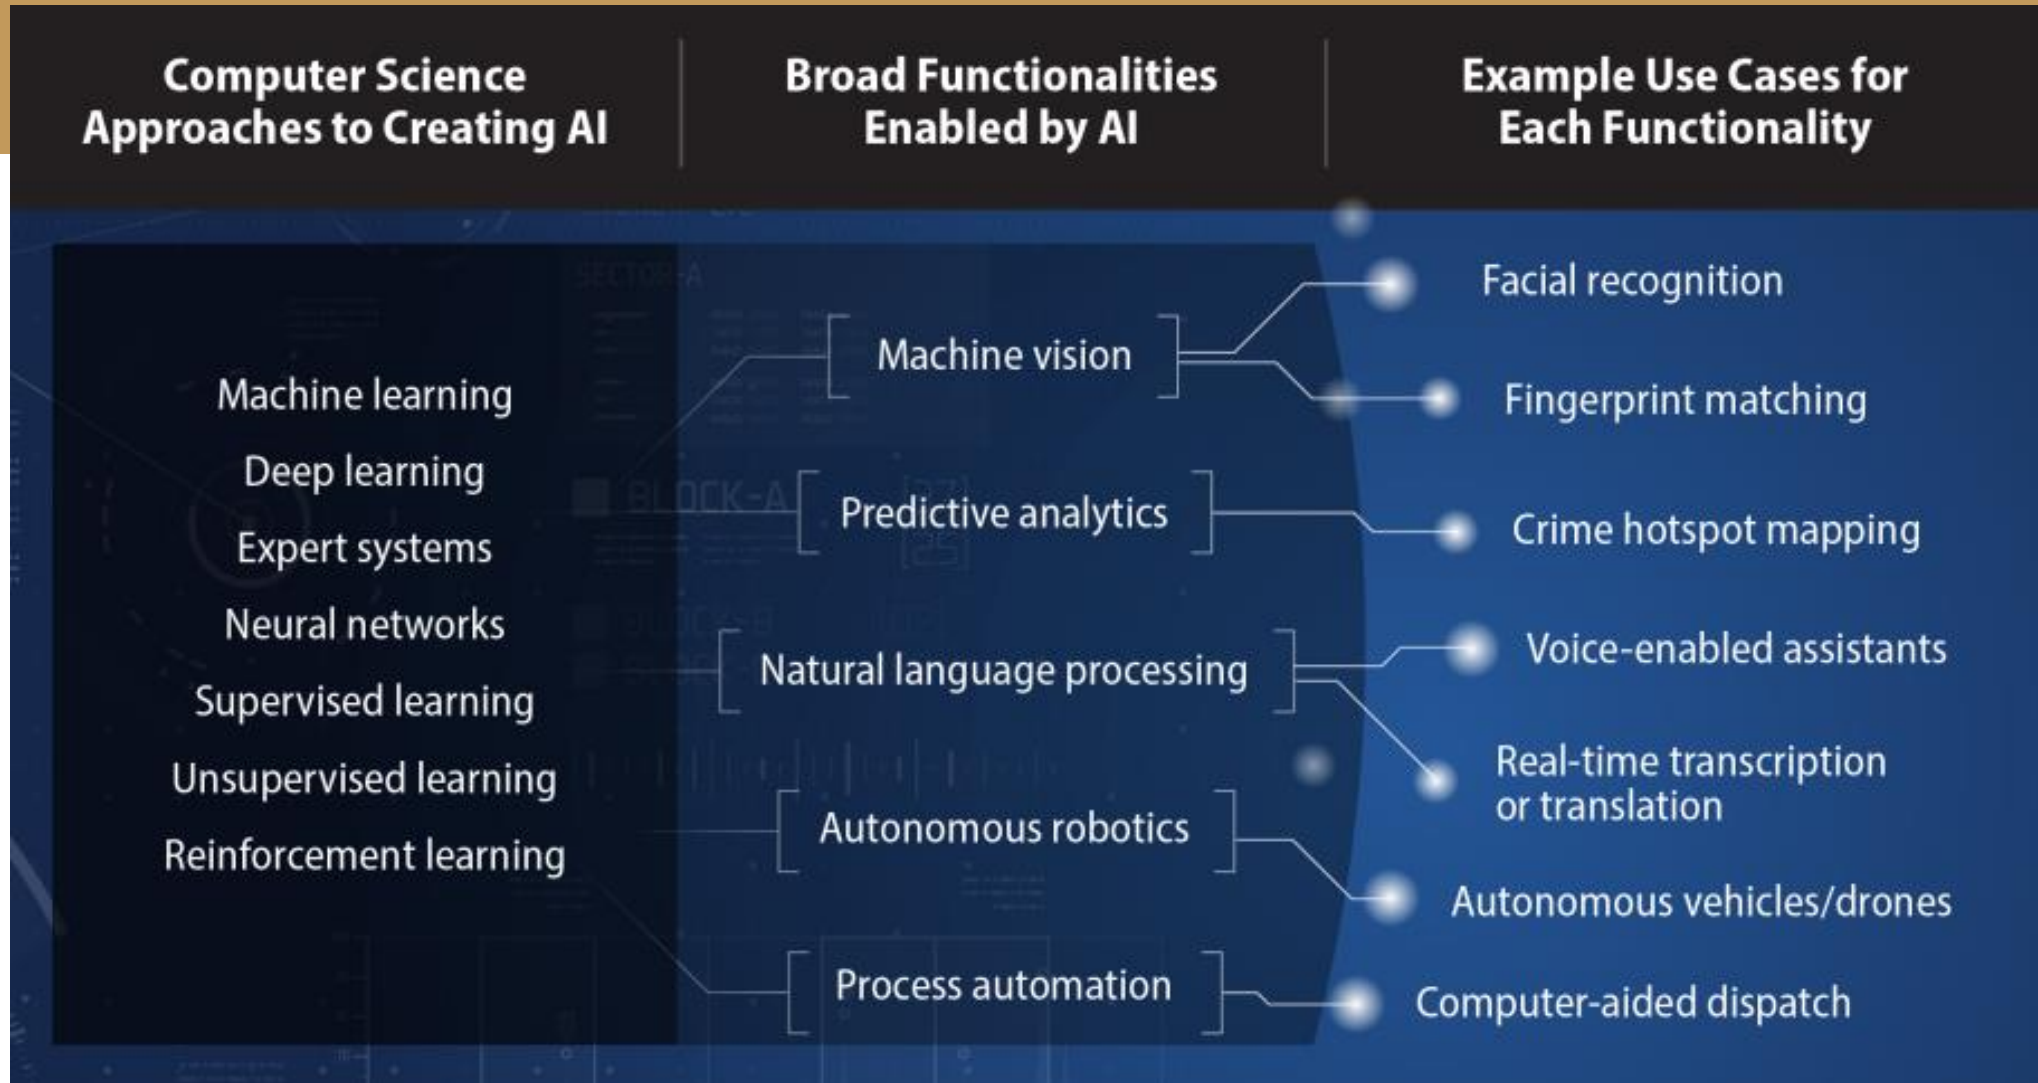 Computer Science
Approaches to Creating AI
Broad Functionalities
Enabled by AI
Example Use Cases for
Each Functionality
Machine learning
Deep learning
Expert systems
Neural networks
Supervised learning
Unsupervised learning
Reinforcement learning
SECTOR-A
BLOCK-A
BLOCK-B
Machine vision
Predictive analytics
Natural language processing
Autonomous robotics
Process automation
Facial recognition
Fingerprint matching
Crime hotspot mapping
Voice-enabled assistants
Real-time transcription
or translation
Autonomous vehicles/drones
Computer-aided dispatch